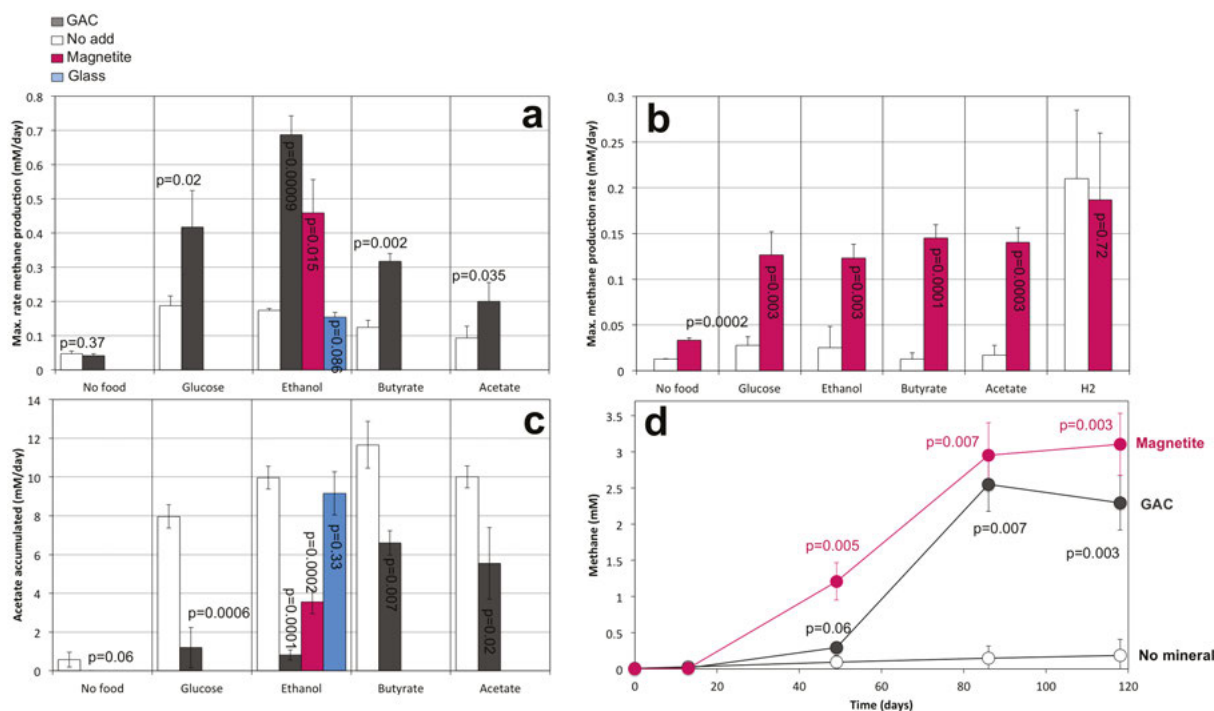 GAC
No add
Magnetite
Glass
a
Max. rate methane production (mM/day)
0.8
0.7
0.6
0.5
0.4
0.3
0.2
0.1
0
p=0.37
p=0.02
p=0.00009
p=0.015
p=0.086
p=0.002
p=0.035
No food
Glucose
Ethanol
Butyrate
Acetate
b
Max. methane production rate (mM/day)
0.3
0.25
0.2
0.15
0.1
0.05
0
p=0.0002
p=0.003
p=0.003
p=0.0001
p=0.0003
p=0.72
No food
Glucose
Ethanol
Butyrate
Acetate
H2
c
Acetate accumulated (mM/day)
14
12
10
8
6
4
2
0
p=0.06
p=0.0006
p=0.0001
p=0.0002
p=0.33
p=0.007
p=0.02
No food
Glucose
Ethanol
Butyrate
Acetate
d
Methane (mM)
3.5
3
2.5
2
1.5
1
0.5
0
p=0.005
p=0.007
p=0.003
p=0.06
p=0.007
p=0.003
Magnetite
GAC
No mineral
0
20
40
60
80
100
120
Time (days)